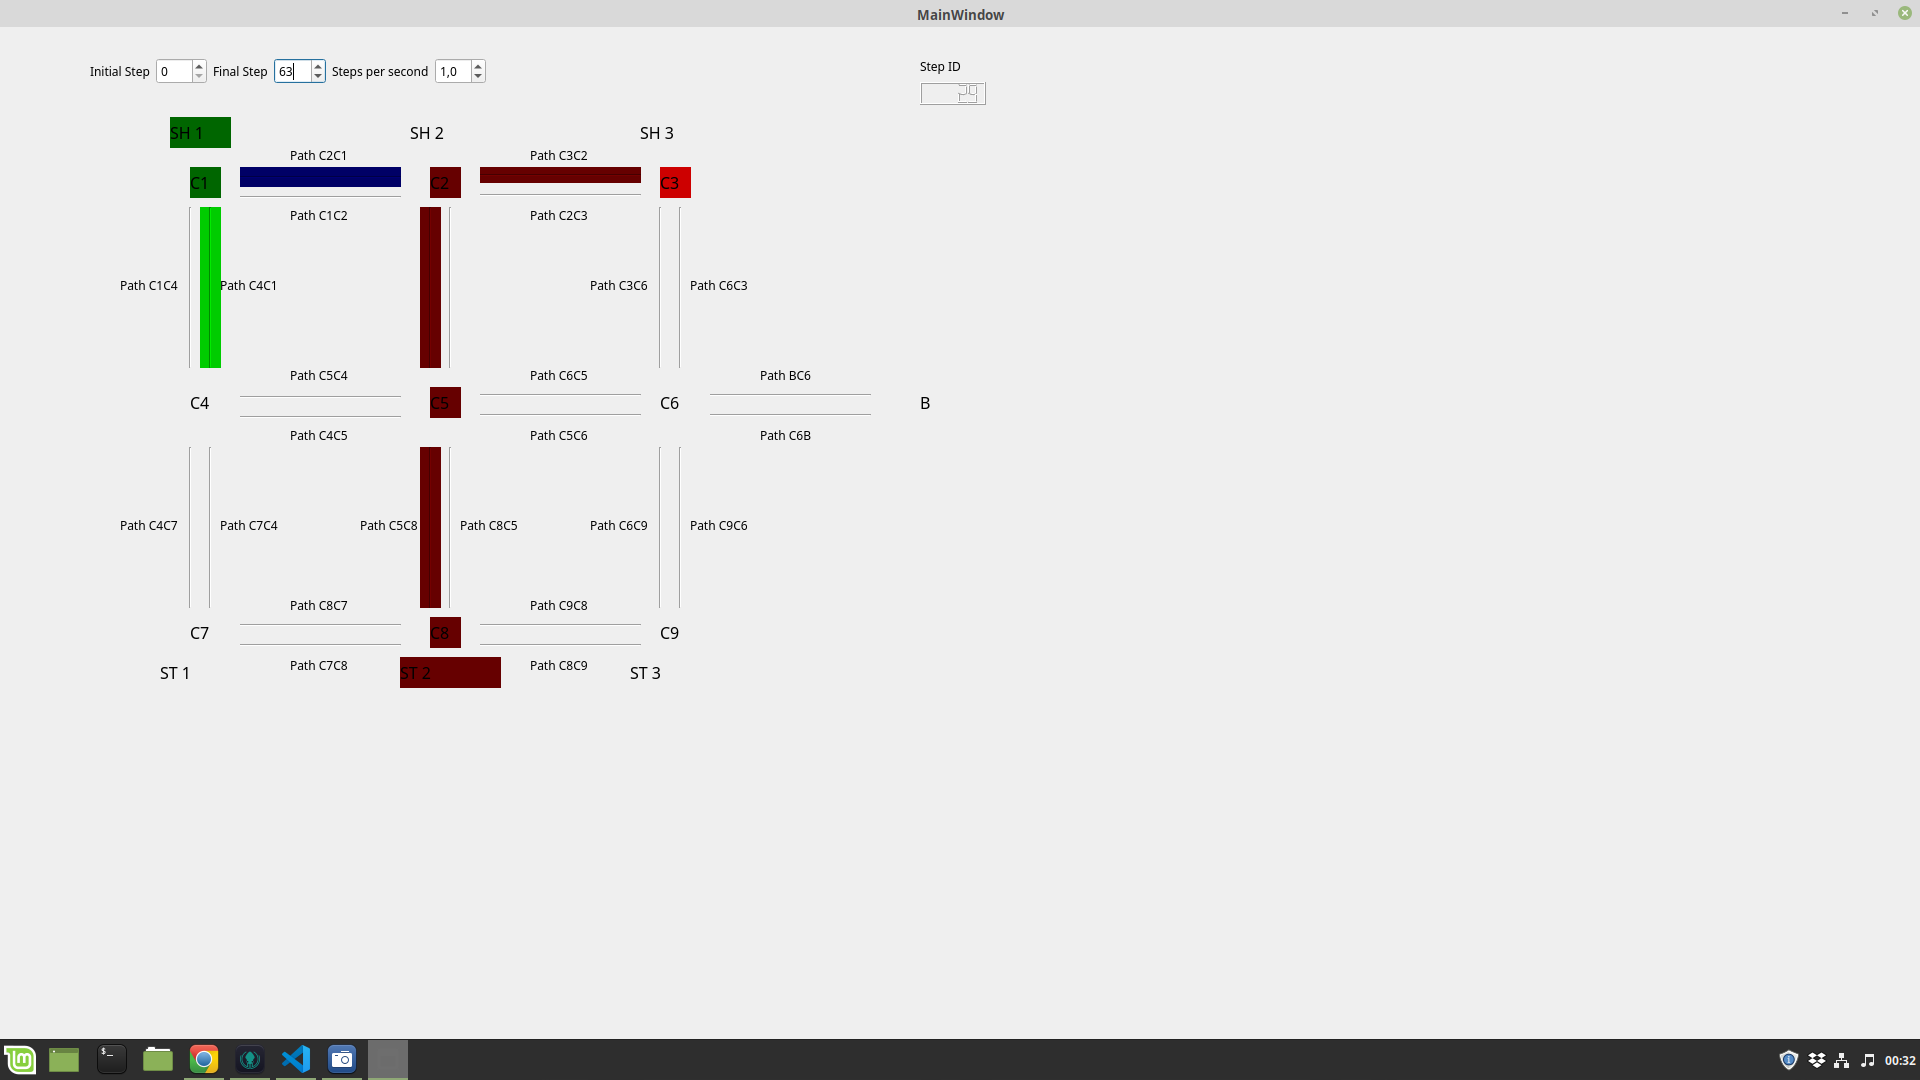 MainWindow
Initial Step 0 Final Step 63 Steps per second 1,0
Step ID
29
SH 1 SH 2 SH 3
Path C2C1 Path C3C2
C1 C2 C3
Path C1C2 Path C2C3
Path C1C4 Path C4C1 Path C3C6 Path C6C3
Path C5C4 Path C6C5 Path BC6
C4 C5 C6 B
Path C4C5 Path C5C6 Path C6B
Path C4C7 Path C7C4 Path C5C8 Path C8C5 Path C6C9 Path C9C6
Path C8C7 Path C9C8
C7 C8 C9
Path C7C8 Path C8C9
ST 1 ST 2 ST 3
00:32